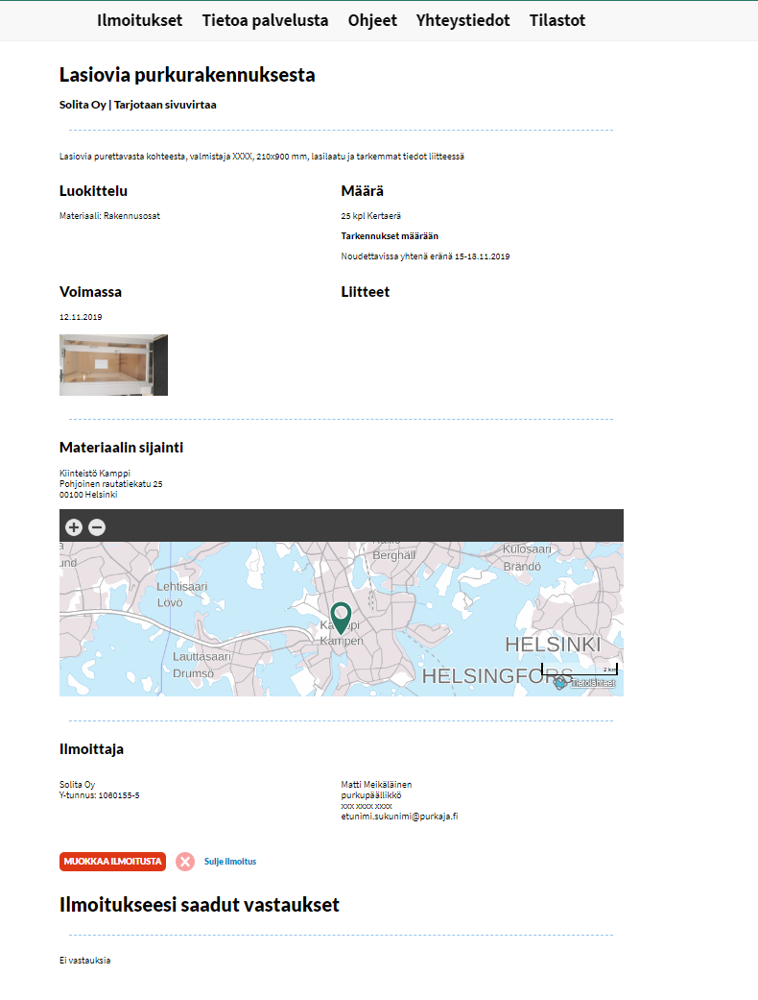 Ilmoitukset Tietoa palvelusta Ohjeet Yhteystiedot Tilastot
Lasiovia purkurakennuksesta
Solita Oy | Tarjotaan sivuvirtaa
Lasiovia purettavasta kohteesta, valmistaja XXXX, 210x900 mm, lasilaatu ja tarkemmat tiedot liitteessä
Luokittelu
Materiaali: Rakennusosat
Määrä
25 kpl Kertaerä
Tarkennukset määrään
Noudettavissa yhtenä eränä 15-18.11.2019
Voimassa
12.11.2019
Liitteet
Materiaalin sijainti
Kiinteistö Kamppi
Pohjoinen rautatiekatu 25
00100 Helsinki
Berghäll
Kulosaari
Brändö
Lehtisaari
Lövö
Kampen
Lauttasaari
Drumsö
HELSINKI
HELSINGFORS
2 km
Tietolähteet
Ilmoittaja
Solita Oy
Y-tunnus: 1060155-5
Matti Meikäläinen
purkupäällikkö
xxx xxxx xxxx
etunimi.sukunimi@purkaja.fi
MUOKKAA ILMOITUSTA
Sulje ilmoitus
Ilmoitukseesi saadut vastaukset
Ei vastauksia